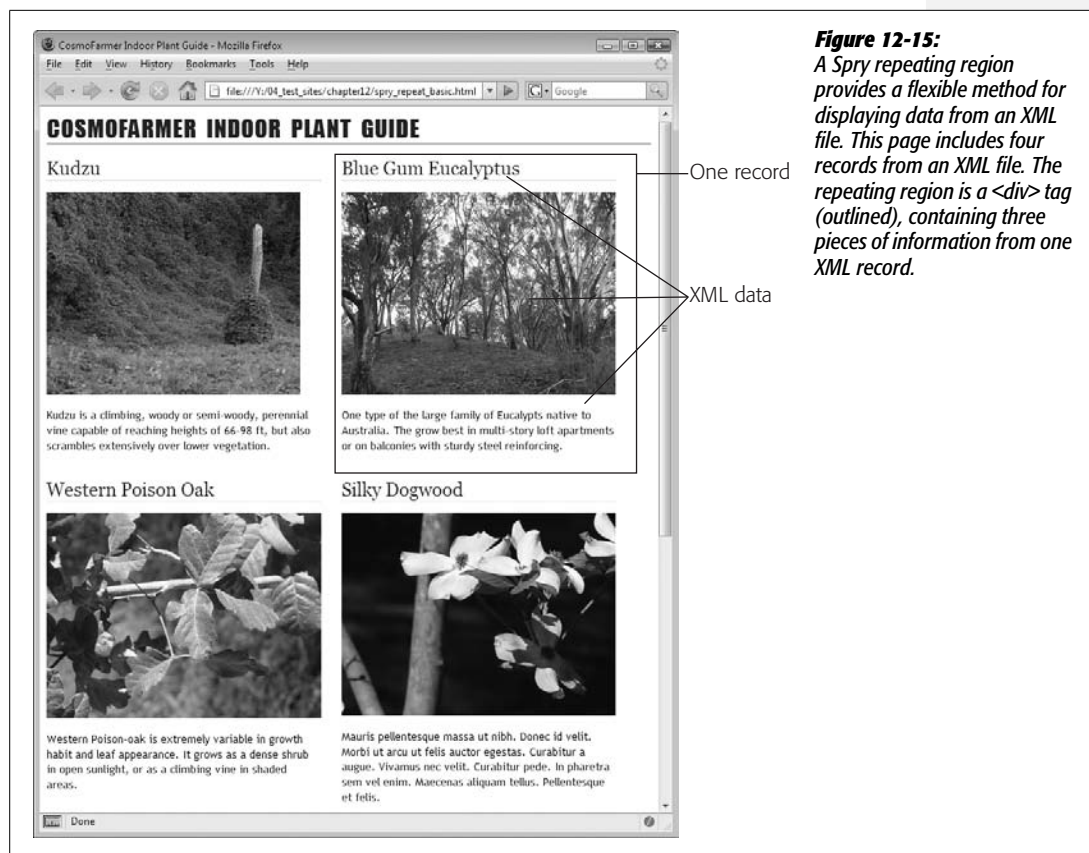 CosmoFarmer Indoor Plant Guide - Mozilla Firefox
File Edit View History Bookmarks Tools Help
file:///Y:/04_test_sites/chapter12/spry_repeat_basic.html
Google
COSMOFARMER INDOOR PLANT GUIDE
Kudzu
Kudzu is a climbing, woody or semi-woody, perennial
vine capable of reaching heights of 66-98 ft, but also
scrambles extensively over lower vegetation.
Blue Gum Eucalyptus
One type of the large family of Eucalypts native to
Australia. The grow best in multi-story loft apartments
or on balconies with sturdy steel reinforcing.
Western Poison Oak
Western Poison-oak is extremely variable in growth
habit and leaf appearance. It grows as a dense shrub
in open sunlight, or as a climbing vine in shaded
areas.
Silky Dogwood
Mauris pellentesque massa ut nibh. Donec id velit.
Morbi ut arcu ut felis auctor egestas. Curabitur a
augue. Vivamus nec velit. Curabitur pede. In pharetra
sem vel enim. Maecenas aliquam tellus. Pellentesque
et felis.
Done
One record
XML data
Figure 12-15:
A Spry repeating region
provides a flexible method for
displaying data from an XML
file. This page includes four
records from an XML file. The
repeating region is a <div> tag
(outlined), containing three
pieces of information from one
XML record.